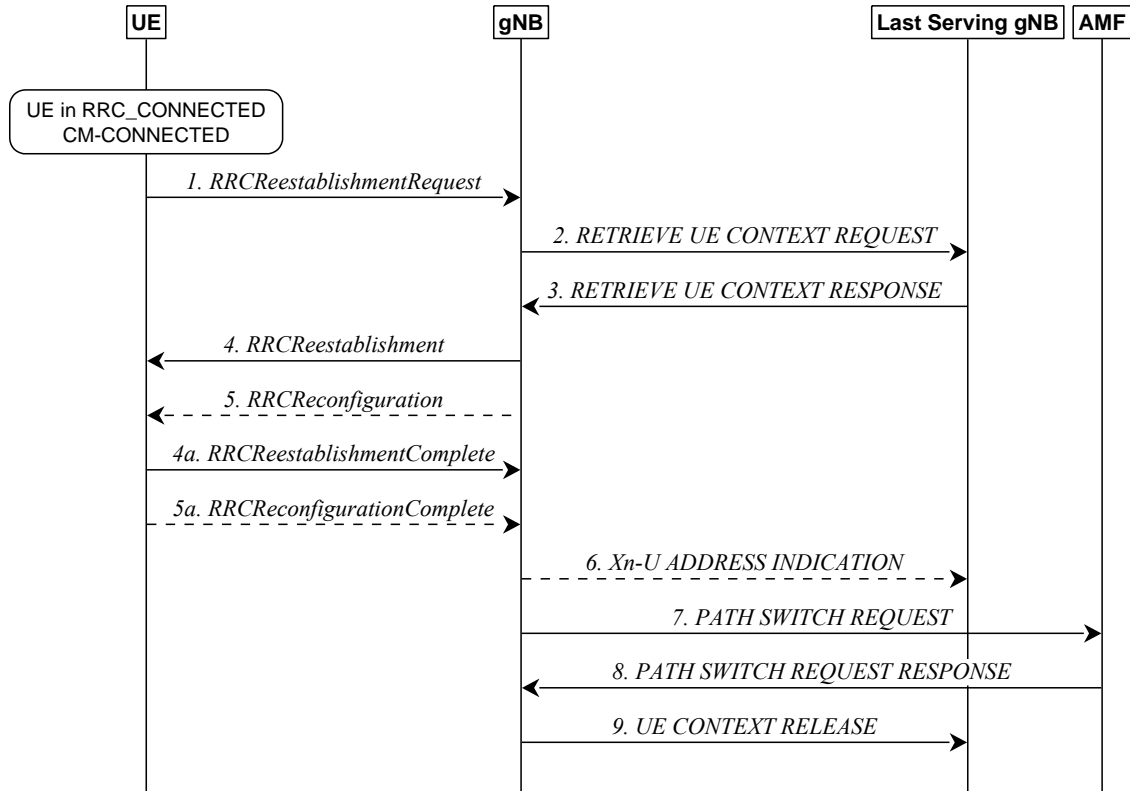 UE
gNB
Last Serving gNB
AMF
UE in RRC_CONNECTED
CM-CONNECTED
1. RRCReestablishmentRequest
2. RETRIEVE UE CONTEXT REQUEST
3. RETRIEVE UE CONTEXT RESPONSE
4. RRCReestablishment
5. RRCReconfiguration
4a. RRCReestablishmentComplete
5a. RRCReconfigurationComplete
6. Xn-U ADDRESS INDICATION
7. PATH SWITCH REQUEST
8. PATH SWITCH REQUEST RESPONSE
9. UE CONTEXT RELEASE